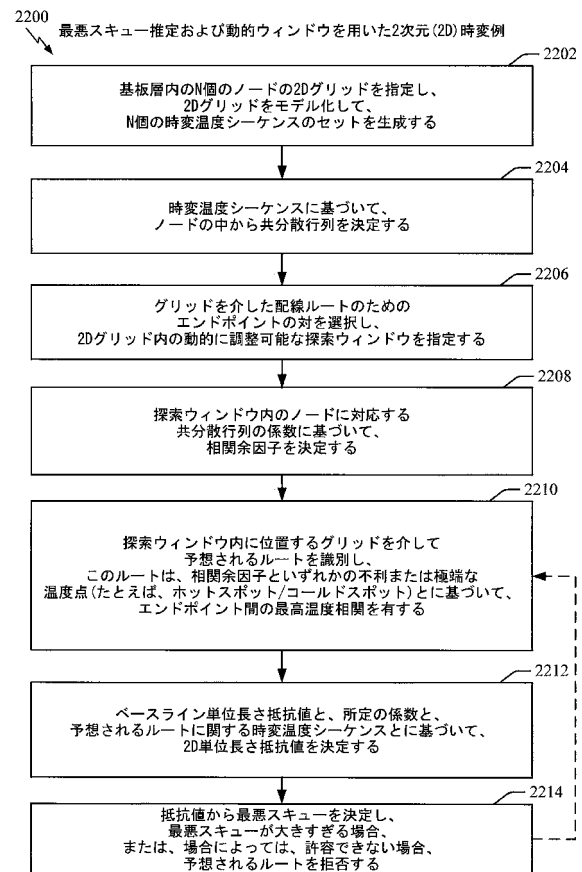 2200
最悪スキュー推定および動的ウィンドウを用いた2次元(2D)時変例
2202
基板層内のN個のノードの2Dグリッドを指定し、
2Dグリッドをモデル化して、
N個の時変温度シーケンスのセットを生成する
2204
時変温度シーケンスに基づいて、
ノードの中から共分散行列を決定する
2206
グリッドを介した配線ルートのための
エンドポイントの対を選択し、
2Dグリッド内の動的に調整可能な探索ウィンドウを指定する
2208
探索ウィンドウ内のノードに対応する
共分散行列の係数に基づいて、
相関余因子を決定する
2210
探索ウィンドウ内に位置するグリッドを介して
予想されるルートを識別し、
このルートは、相関余因子といずれかの不利または極端な
温度点(たとえば、ホットスポット/コールドスポット)とに基づいて、
エンドポイント間の最高温度相関を有する
2212
ベースライン単位長さ抵抗値と、所定の係数と、
予想されるルートに関する時変温度シーケンスとに基づいて、
2D単位長さ抵抗値を決定する
2214
抵抗値から最悪スキューを決定し、
最悪スキューが大きすぎる場合、
または、場合によっては、許容できない場合、
予想されるルートを拒否する